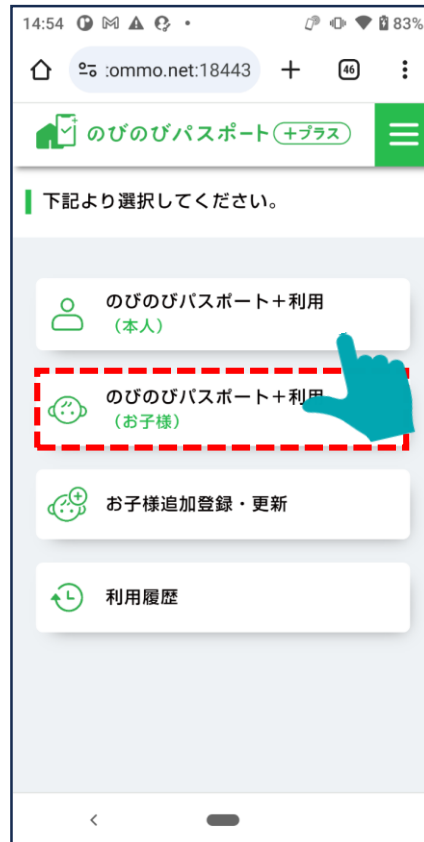 14:54
83%
:ommo.net:18443
46
のびのびパスポート
+プラス
下記より選択してください。
のびのびパスポート＋利用
（本人）
のびのびパスポート＋利用
（お子様）
お子様追加登録・更新
利用履歴